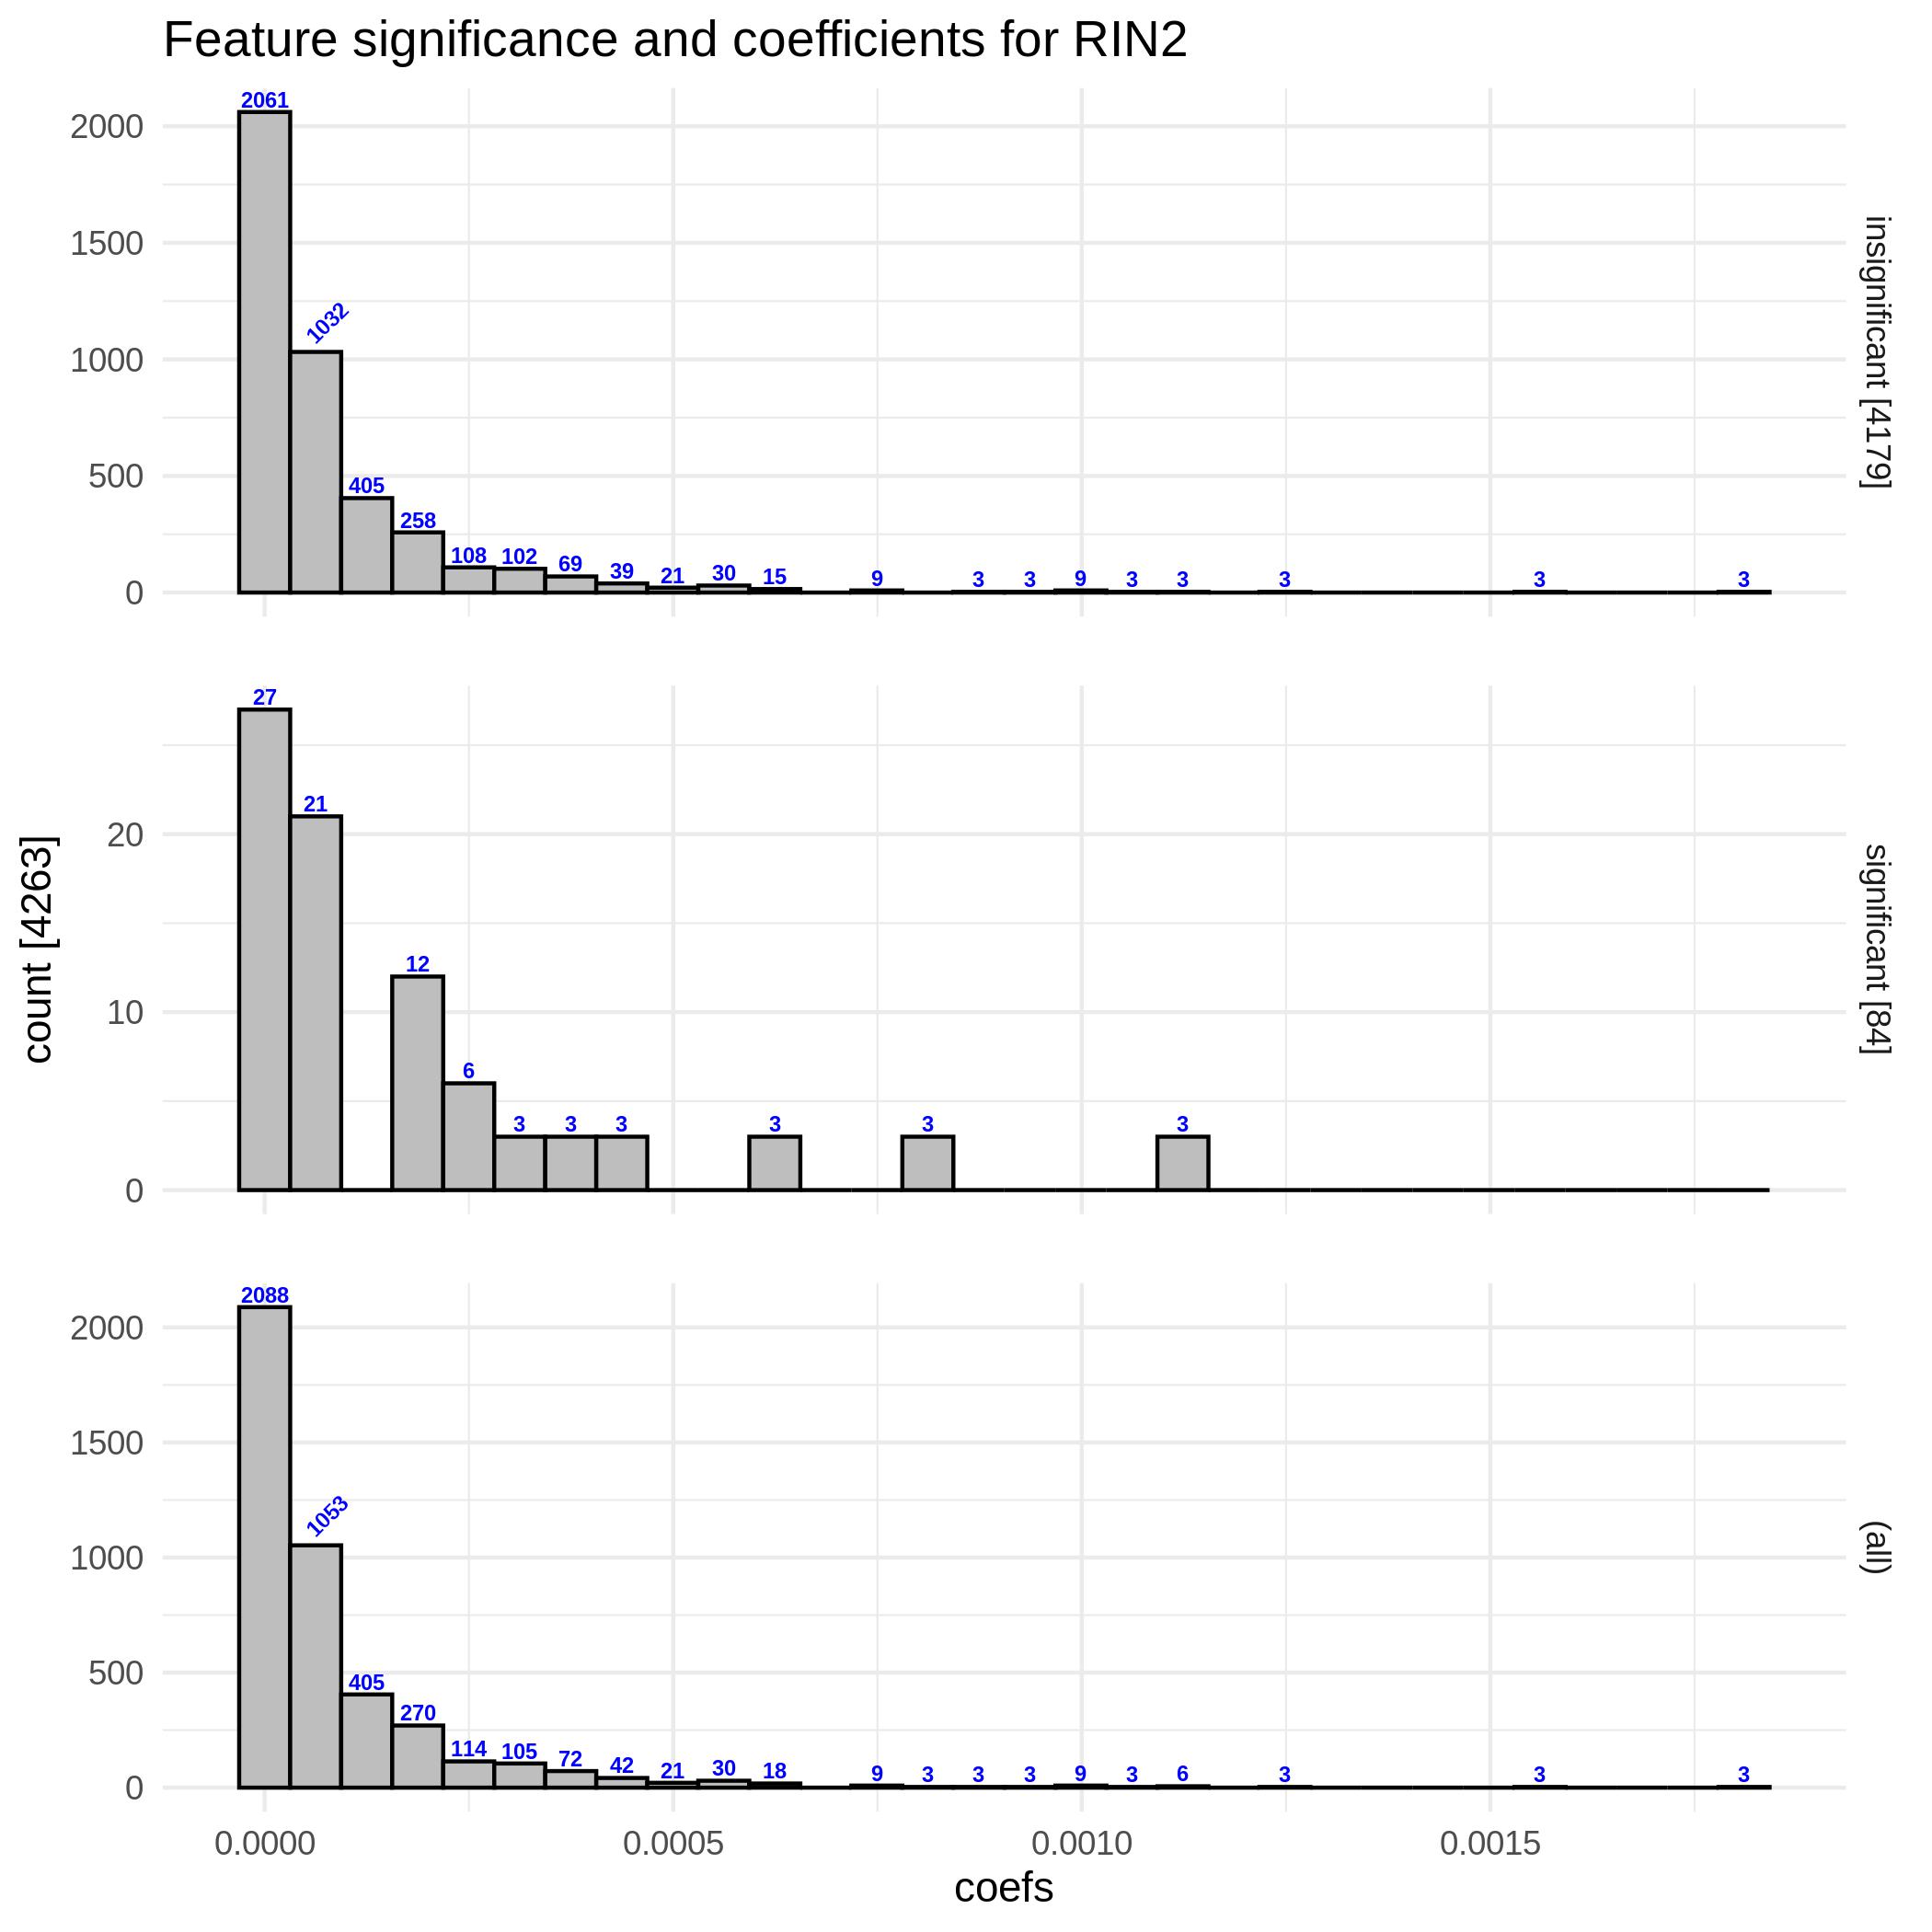 Feature significance and coefficients for RIN2
2061
2000
1500
1032
1000
500
405
258
108 102 69 39 21 30 15 9 3 3 9 3 3 3 3 3
0
insignificant [4179]
27
21
20
12
10
6
3 3 3 3 3 3
0
significant [84]
count [4263]
2088
2000
1500
1053
1000
500
405
270
114 105 72 42 21 30 18 9 3 3 3 9 3 6 3 3 3
0
(all)
0.0000 0.0005 0.0010 0.0015
coefs